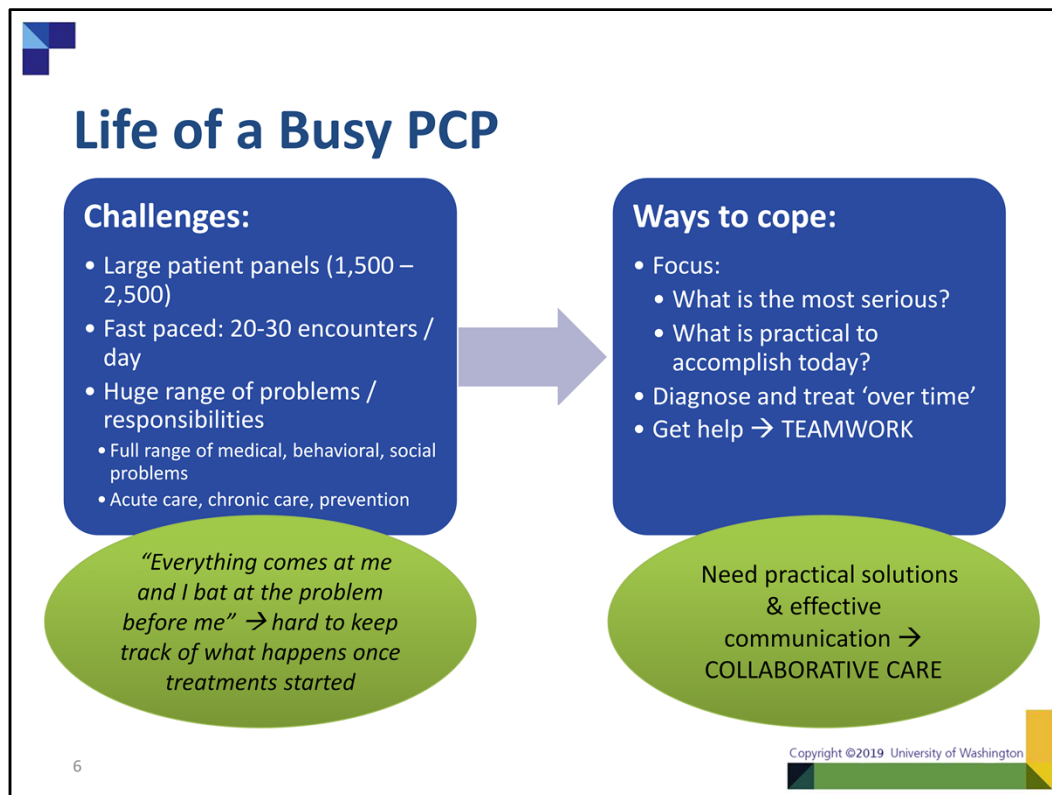 Life of a Busy PCP
Challenges:
• Large patient panels (1,500 –
2,500)
• Fast paced: 20-30 encounters /
day
• Huge range of problems /
responsibilities
• Full range of medical, behavioral, social
problems
• Acute care, chronic care, prevention
“Everything comes at me
and I bat at the problem
before me” → hard to keep
track of what happens once
treatments started
Ways to cope:
• Focus:
• What is the most serious?
• What is practical to
accomplish today?
• Diagnose and treat ‘over time’
• Get help → TEAMWORK
Need practical solutions
& effective
communication →
COLLABORATIVE CARE
6
Copyright ©2019 University of Washington